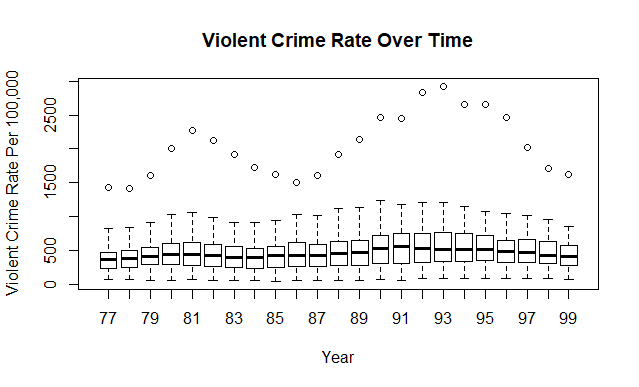 Violent Crime Rate Over Time
Violent Crime Rate Per 100,000
2500
1500
500
0
77 79 81 83 85 87 89 91 93 95 97 99
Year